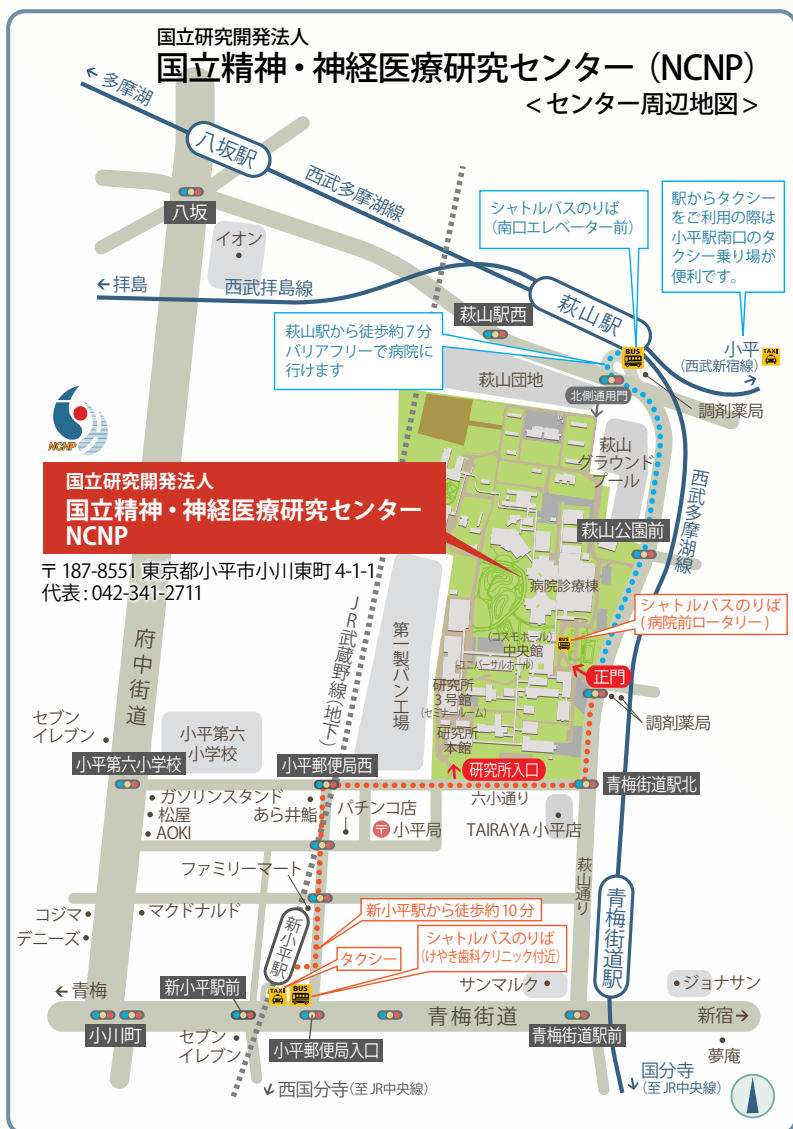 国立研究開発法人
国立精神・神経医療研究センター（NCNP）
＜センター周辺地図＞
←多摩湖
八坂駅
西武多摩湖線
八坂
イオン
←拝島
西武拝島線
シャトルバスのりば
（南口エレベーター前）
駅からタクシー
をご利用の際は
小平駅南口のタ
クシー乗り場が
便利です。
萩山駅西
萩山駅
BUS
小平
（西武新宿線）
TAXI
萩山駅から徒歩約7分
バリアフリーで病院に
行けます
萩山団地
北側通用門
調剤薬局
萩山
グラウンド
プール
NCNP
国立研究開発法人
国立精神・神経医療研究センター
NCNP
西武多摩湖線
萩山公園前
〒187-8551 東京都小平市小川東町 4-1-1
代表：042-341-2711
病院診療棟
シャトルバスのりば
（病院前ロータリー）
BUS
（コスモホール）
中央館
（ユニバーサルホール）
正門
JR武蔵野線（地下）
第一製パン工場
府中街道
研究所
3号館
（セミナールーム）
研究所
本館
調剤薬局
セブン
イレブン
小平第六
小学校
小平第六小学校
小平郵便局西
研究所入口
青梅街道駅北
六小通り
ガソリンスタンド
松屋
AOKI
あら井鮨
パチンコ店
〒小平局
TAIRAYA 小平店
ファミリーマート
萩山通り
コジマ
デニーズ
マクドナルド
新小平駅
新小平駅から徒歩約10分
タクシー
シャトルバスのりば
（けやき歯科クリニック付近）
青梅街道駅
サンマルク
ジョナサン
TAXI
BUS
←青梅
新小平駅前
青梅街道
新宿→
小川町
セブン
イレブン
小平郵便局入口
青梅街道駅前
夢庵
西国分寺（至JR中央線）
国分寺
（至JR中央線）